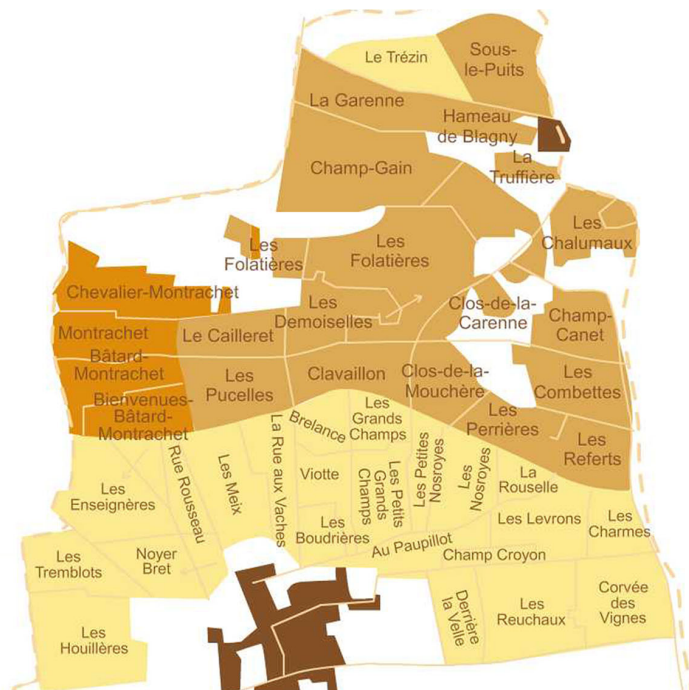 Le Trézin
Sous-
le-Puits
La Garenne
Hameau
de Blagny
Champ-Gain
La
Truffière
Les
Chalumaux
Les
Folatières
Les
Folatières
Chevalier-Montrachet
Les
Demoiselles
Clos-de-la-
Carenne
Champ-
Canet
Montrachet
Le Cailleret
Bâtard-
Montrachet
Les
Pucelles
Clavaillon
Clos-de-la-
Mouchère
Les
Combettes
Bienvenues-
Bâtard-
Montrachet
Les
Perrières
Les
Referts
Brelance
Les
Grands
Champs
La Rue aux Vaches
Rue Rousseau
Les Meix
Viotte
Les Petits
Grands
Champs
Les Petites
Nosroyes
Les
Nosroyes
La
Rouselle
Les
Enseignères
Les
Boudrières
Au Paupillot
Les Levrons
Les
Charmes
Les
Tremblots
Noyer
Bret
Champ Croyon
Derrière
la Velle
Les
Reuchaux
Corvée
des
Vignes
Les
Houillères